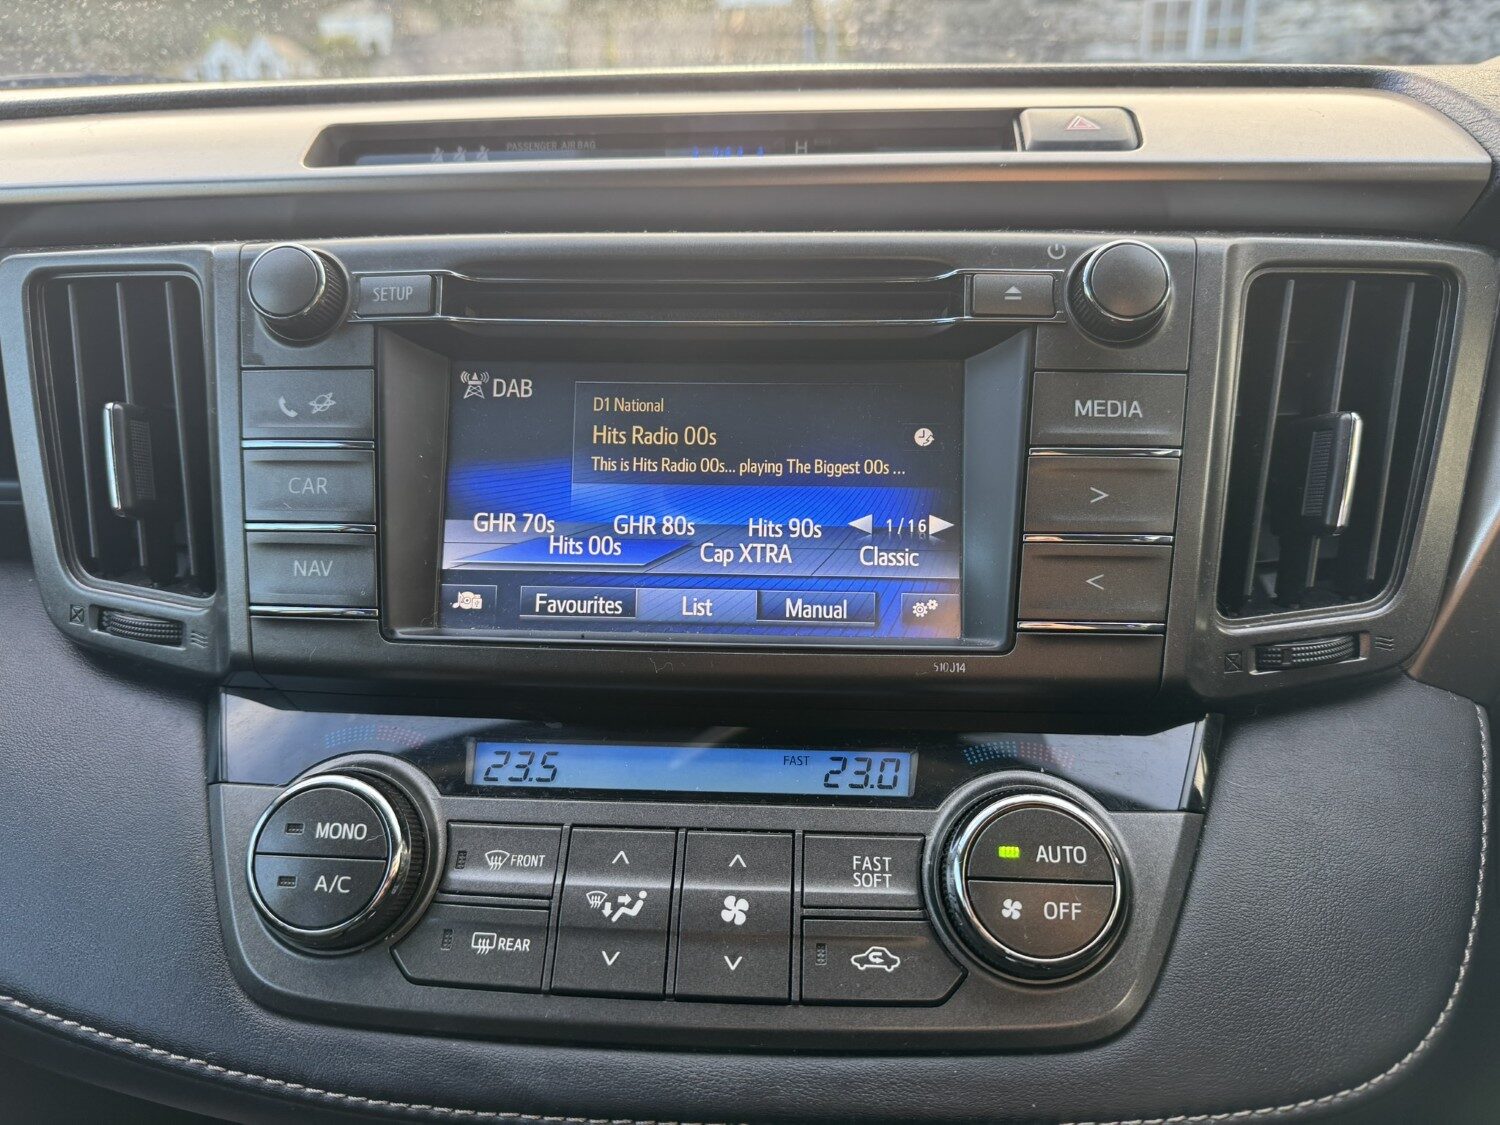 PASSENGER AIR BAG
H
SETUP
CAR
NAV
MEDIA
>
<
DAB
D1 National
Hits Radio 00s
This is Hits Radio 00s... playing The Biggest 00s ...
GHR 70s GHR 80s Hits 90s 1/16
Hits 00s Cap XTRA Classic
Favourites List Manual
510J14
23.5 FAST 23.0
MONO
A/C
FRONT
REAR
FAST
SOFT
AUTO
OFF